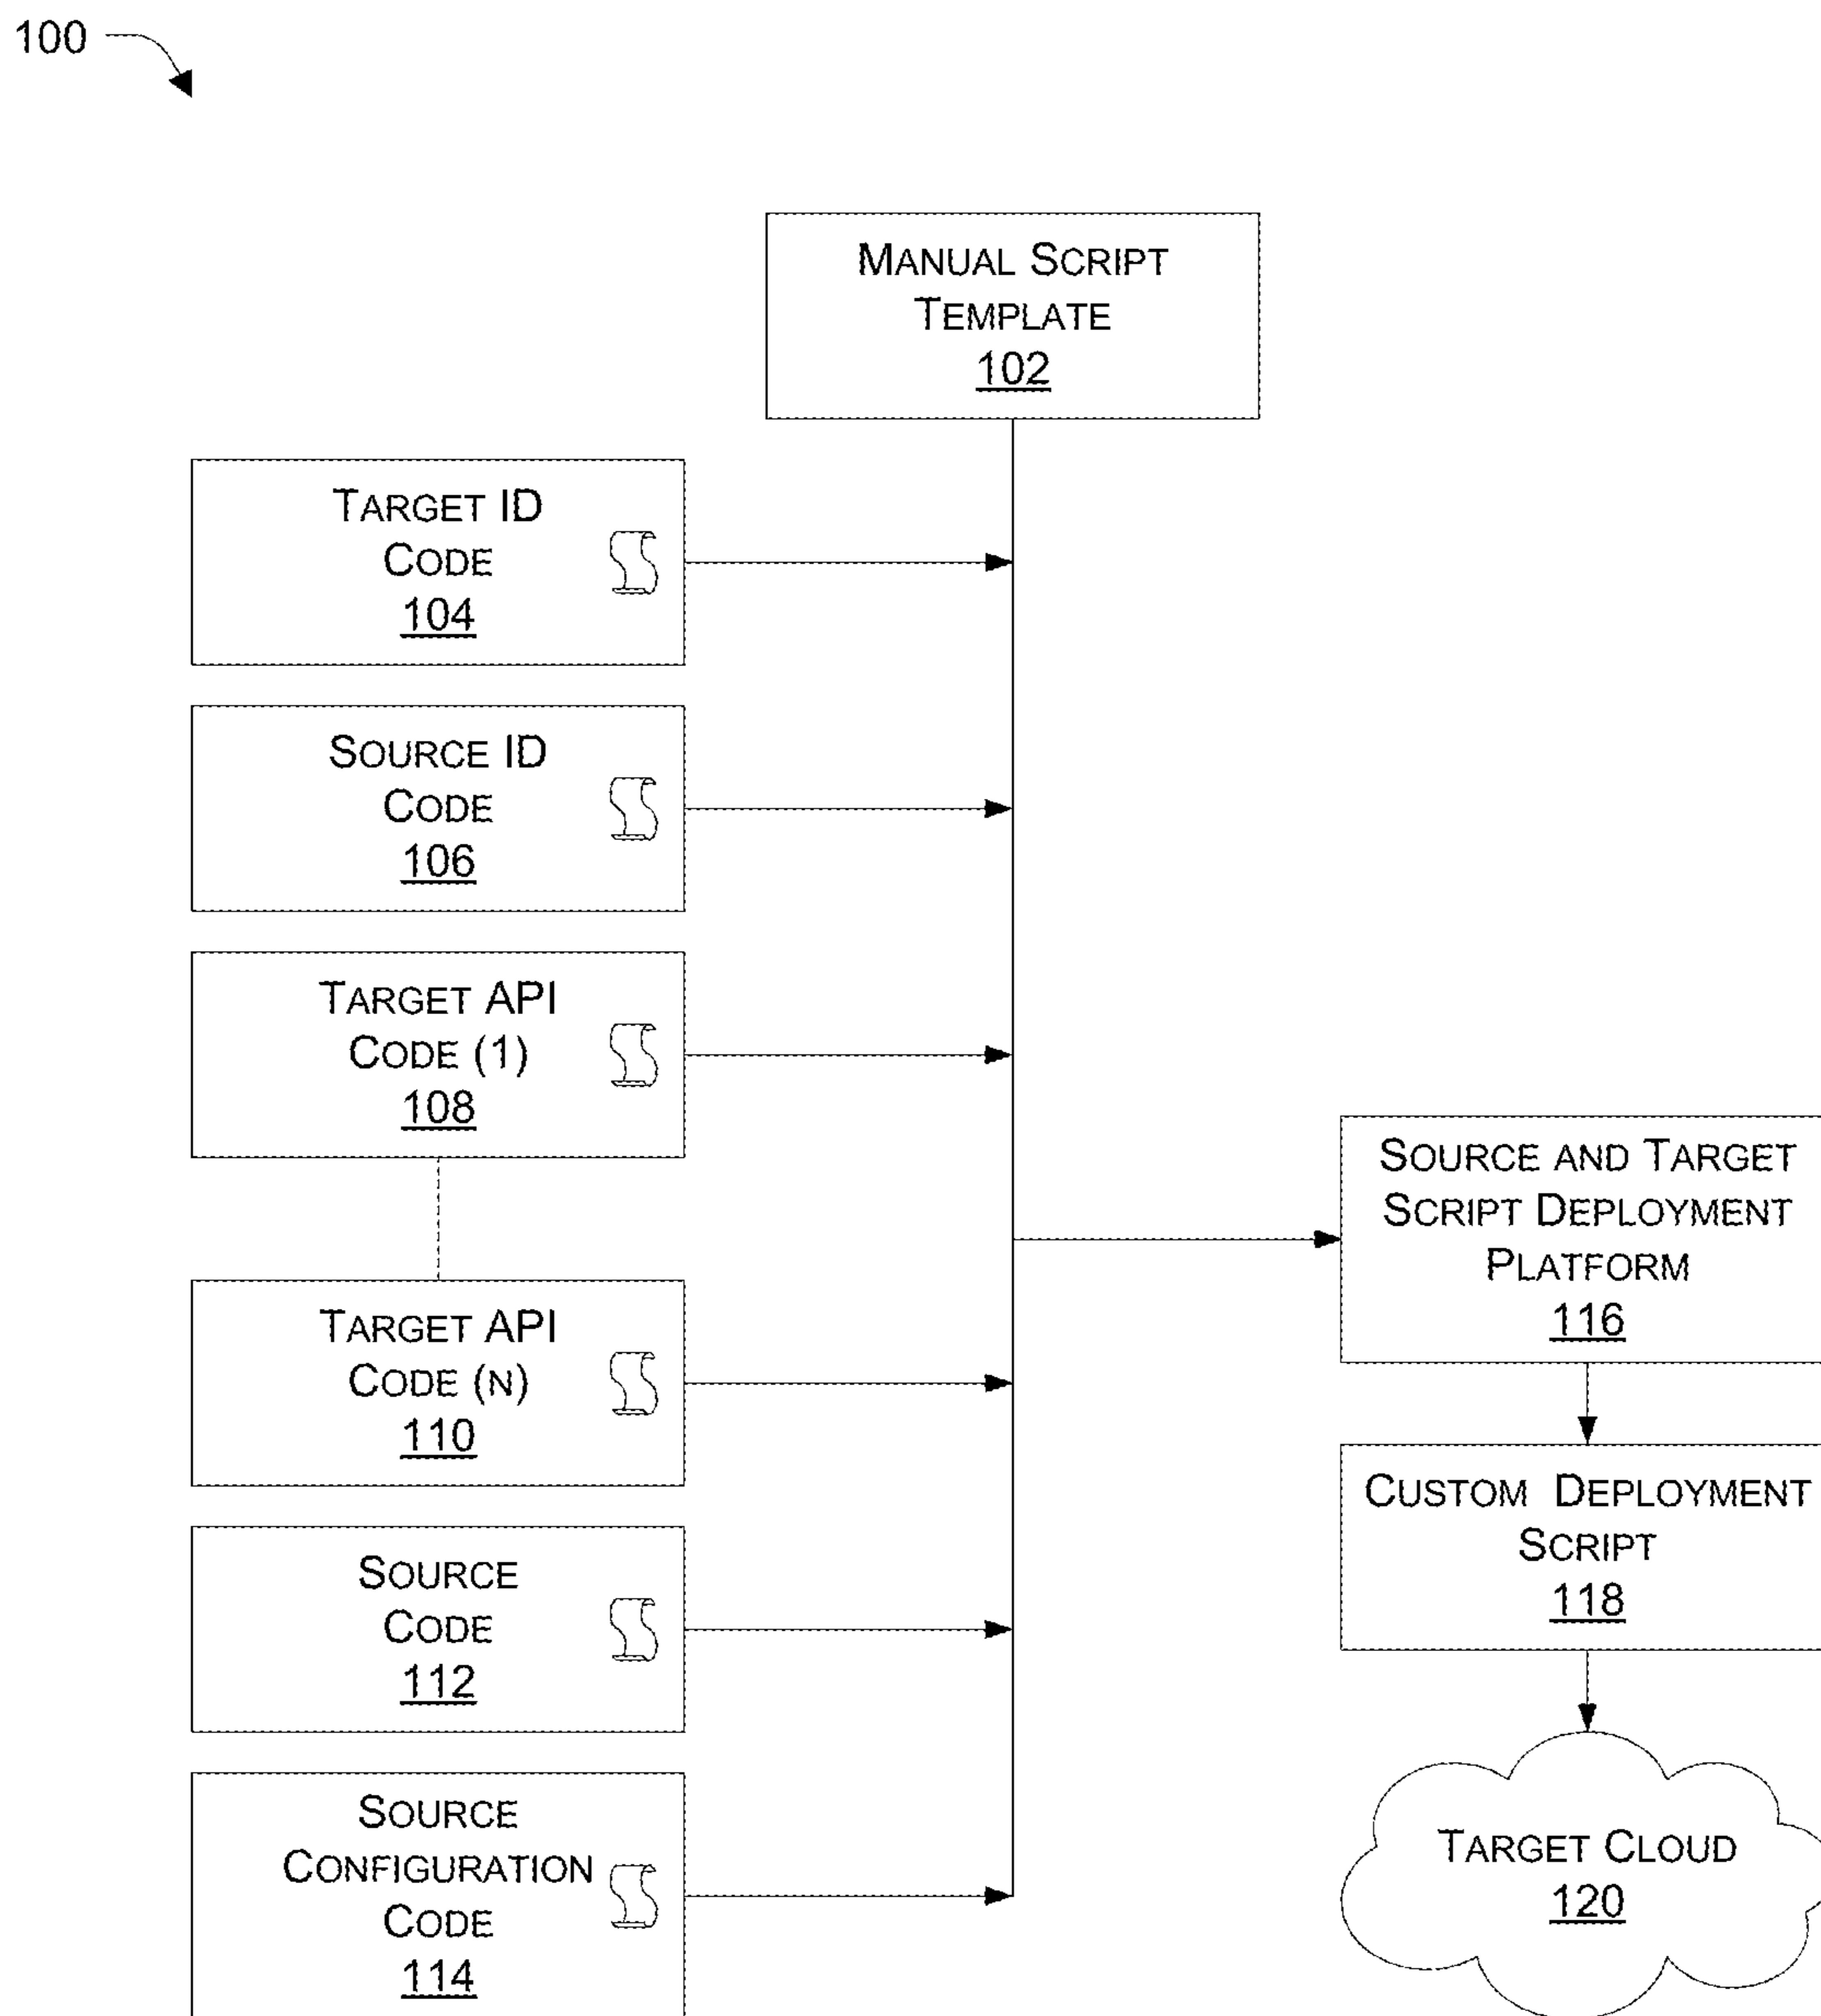 100
MANUAL SCRIPT
TEMPLATE
102
TARGET ID
CODE
104
SOURCE ID
CODE
106
TARGET API
CODE (1)
108
TARGET API
CODE (N)
110
SOURCE
CODE
112
SOURCE
CONFIGURATION
CODE
114
SOURCE AND TARGET
SCRIPT DEPLOYMENT
PLATFORM
116
CUSTOM DEPLOYMENT
SCRIPT
118
TARGET CLOUD
120